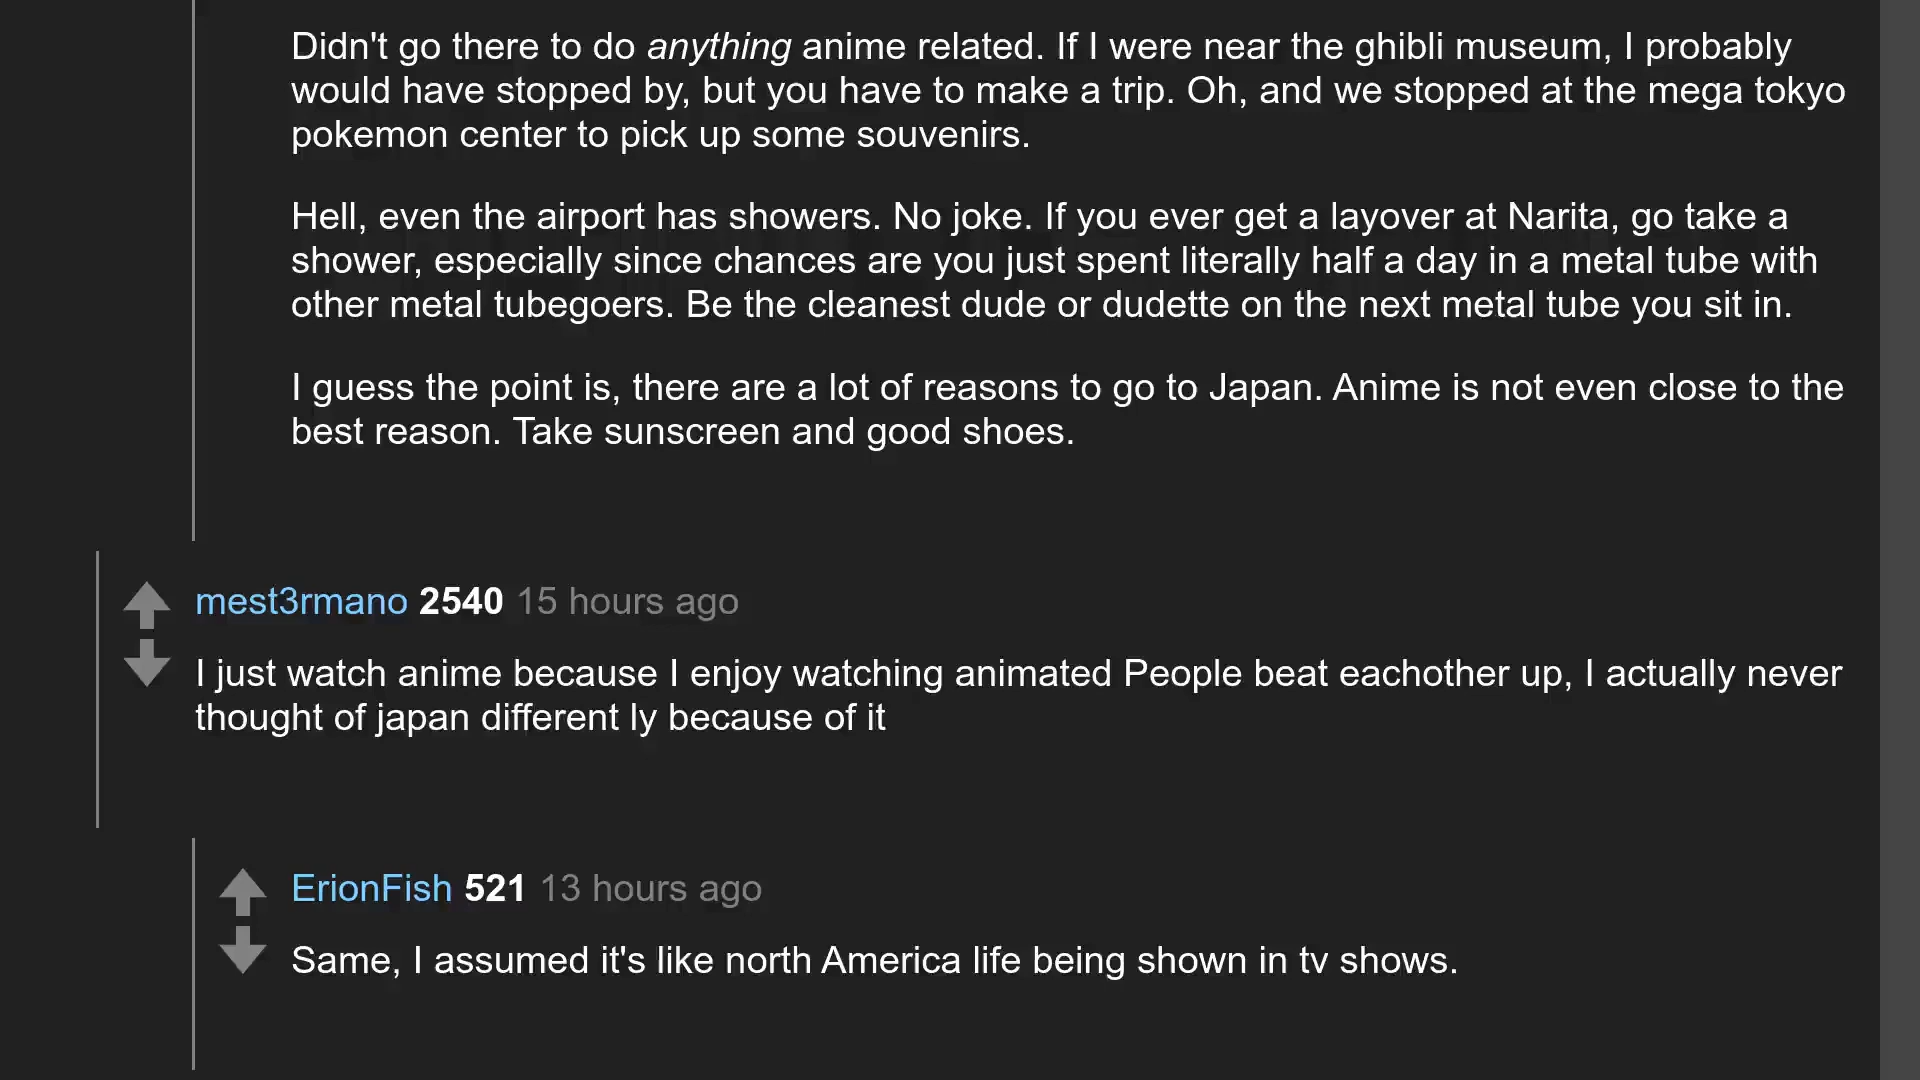 Didn't go there to do anything anime related. If I were near the ghibli museum, I probably
would have stopped by, but you have to make a trip. Oh, and we stopped at the mega tokyo
pokemon center to pick up some souvenirs.
Hell, even the airport has showers. No joke. If you ever get a layover at Narita, go take a
shower, especially since chances are you just spent literally half a day in a metal tube with
other metal tubegoers. Be the cleanest dude or dudette on the next metal tube you sit in.
I guess the point is, there are a lot of reasons to go to Japan. Anime is not even close to the
best reason. Take sunscreen and good shoes.
mest3rmano 2540 15 hours ago
I just watch anime because I enjoy watching animated People beat eachother up, I actually never
thought of japan different ly because of it
ErionFish 521 13 hours ago
Same, I assumed it's like north America life being shown in tv shows.